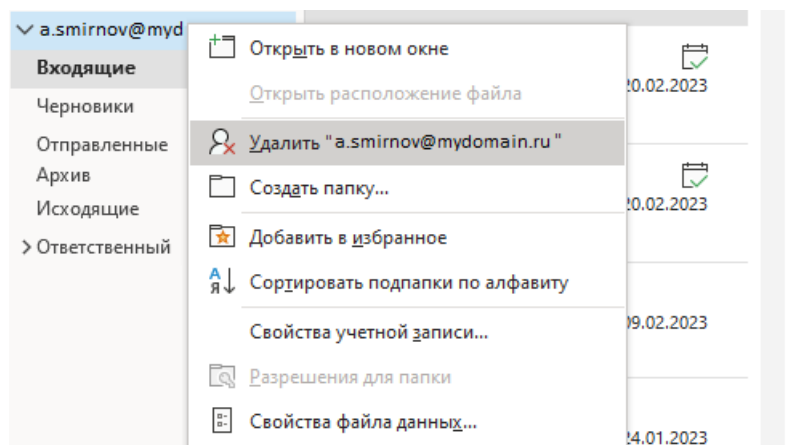 a.smirnov@myd
Входящие
Черновики
Отправленные
Архив
Исходящие
Ответственный
Открыть в новом окне
Открыть расположение файла
Удалить "a.smirnov@mydomain.ru"
Создать папку...
Добавить в избранное
Сортировать подпапки по алфавиту
Свойства учетной записи...
Разрешения для папки
Свойства файла данных...
20.02.2023
20.02.2023
09.02.2023
24.01.2023